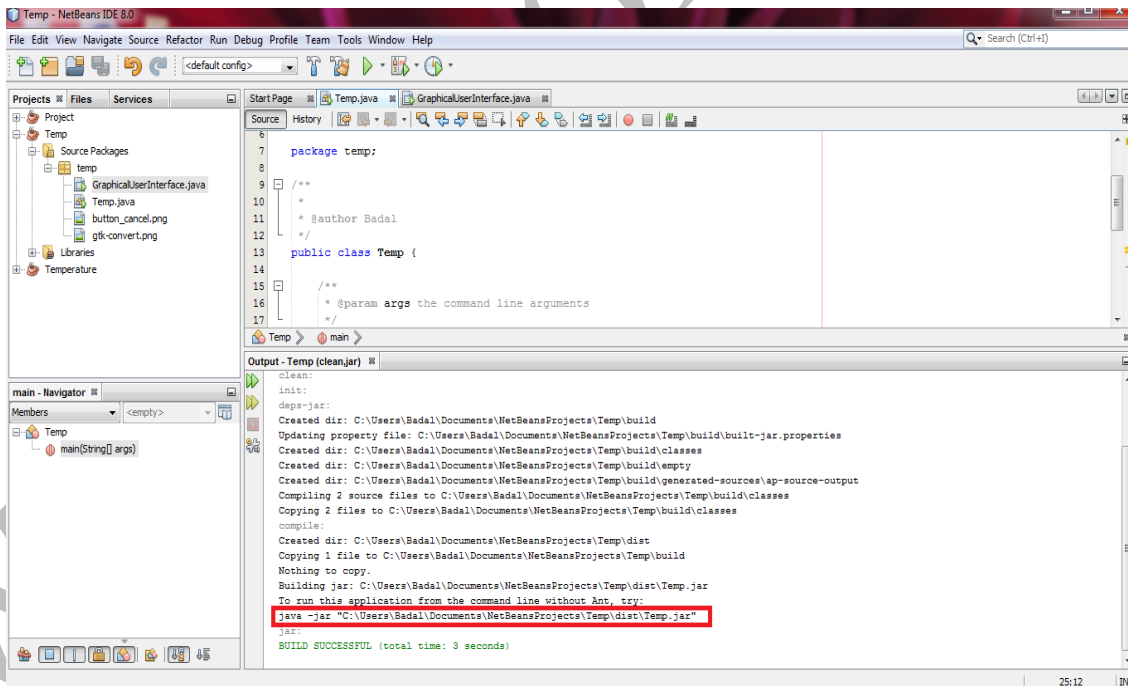 Temp - NetBeans IDE 8.0
File Edit View Navigate Source Refactor Run Debug Profile Team Tools Window Help
Search (Ctrl+I)
<default config>
Projects Files Services
Project
Temp
Source Packages
temp
GraphicalUserInterface.java
Temp.java
button_cancel.png
gtk-convert.png
Libraries
Temperature
Start Page Temp.java GraphicalUserInterface.java
Source History
6
7 package temp;
8
9 /**
10 *
11 * @author Badal
12 */
13 public class Temp {
14
15 /**
16 * @param args the command line arguments
17 */
Temp main
main - Navigator
Members <empty>
Temp
main(String[] args)
Output - Temp (clean,jar)
clean:
init:
deps-jar:
Created dir: C:\Users\Badal\Documents\NetBeansProjects\Temp\build
Updating property file: C:\Users\Badal\Documents\NetBeansProjects\Temp\build\built-jar.properties
Created dir: C:\Users\Badal\Documents\NetBeansProjects\Temp\build\classes
Created dir: C:\Users\Badal\Documents\NetBeansProjects\Temp\build\empty
Created dir: C:\Users\Badal\Documents\NetBeansProjects\Temp\build\generated-sources\ap-source-output
Compiling 2 source files to C:\Users\Badal\Documents\NetBeansProjects\Temp\build\classes
Copying 2 files to C:\Users\Badal\Documents\NetBeansProjects\Temp\build\classes
compile:
Created dir: C:\Users\Badal\Documents\NetBeansProjects\Temp\dist
Copying 1 file to C:\Users\Badal\Documents\NetBeansProjects\Temp\build
Nothing to copy.
Building jar: C:\Users\Badal\Documents\NetBeansProjects\Temp\dist\Temp.jar
To run this application from the command line without Ant, try:
java -jar "C:\Users\Badal\Documents\NetBeansProjects\Temp\dist\Temp.jar"
jar:
BUILD SUCCESSFUL (total time: 3 seconds)
25:12 IN